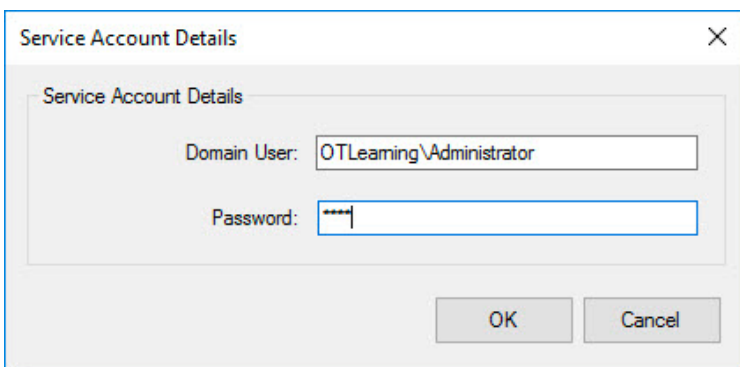 Service Account Details
Service Account Details
Domain User: OTLearning\Administrator
Password: ****
OK Cancel